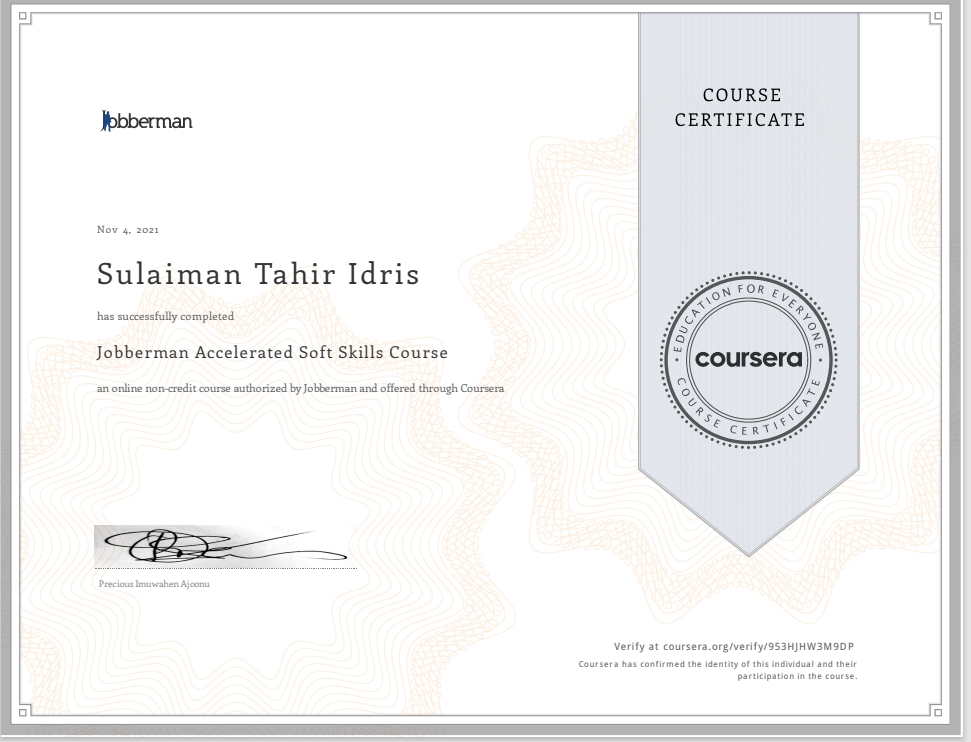 COURSE
CERTIFICATE
Jobberman
Nov 4, 2021
Sulaiman Tahir Idris
has successfully completed
Jobberman Accelerated Soft Skills Course
an online non-credit course authorized by Jobberman and offered through Coursera
EDUCATION FOR EVERYONE
coursera
COURSE CERTIFICATE
Precious Imuwahen Ajoonu
Verify at coursera.org/verify/953HJHW3M9DP
Coursera has confirmed the identity of this individual and their
participation in the course.